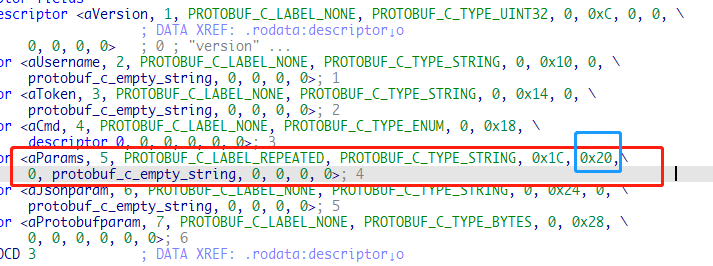 tor fields
escriptor <aVersion, 1, PROTOBUF_C_LABEL_NONE, PROTOBUF_C_TYPE_UINT32, 0, 0xC, 0, 0, \
; DATA XREF: .rodata:descriptor↓o
0, 0, 0, 0> ; 0 ; "version" ...
or <aUsername, 2, PROTOBUF_C_LABEL_NONE, PROTOBUF_C_TYPE_STRING, 0, 0x10, 0, \
protobuf_c_empty_string, 0, 0, 0, 0>; 1
or <aToken, 3, PROTOBUF_C_LABEL_NONE, PROTOBUF_C_TYPE_STRING, 0, 0x14, 0, \
protobuf_c_empty_string, 0, 0, 0, 0>; 2
or <aCmd, 4, PROTOBUF_C_LABEL_NONE, PROTOBUF_C_TYPE_ENUM, 0, 0x18, \
descriptor_0, 0, 0, 0, 0, 0>; 3
or <aParams, 5, PROTOBUF_C_LABEL_REPEATED, PROTOBUF_C_TYPE_STRING, 0x1C, 0x20,\
0, protobuf_c_empty_string, 0, 0, 0, 0>; 4
or <aJsonparam, 6, PROTOBUF_C_LABEL_NONE, PROTOBUF_C_TYPE_STRING, 0, 0x24, 0, \
protobuf_c_empty_string, 0, 0, 0, 0>; 5
or <aProtobufparam, 7, PROTOBUF_C_LABEL_NONE, PROTOBUF_C_TYPE_BYTES, 0, 0x28, \
0, 0, 0, 0, 0, 0>; 6
OCD 3 ; DATA XREF: .rodata:descriptor↓o